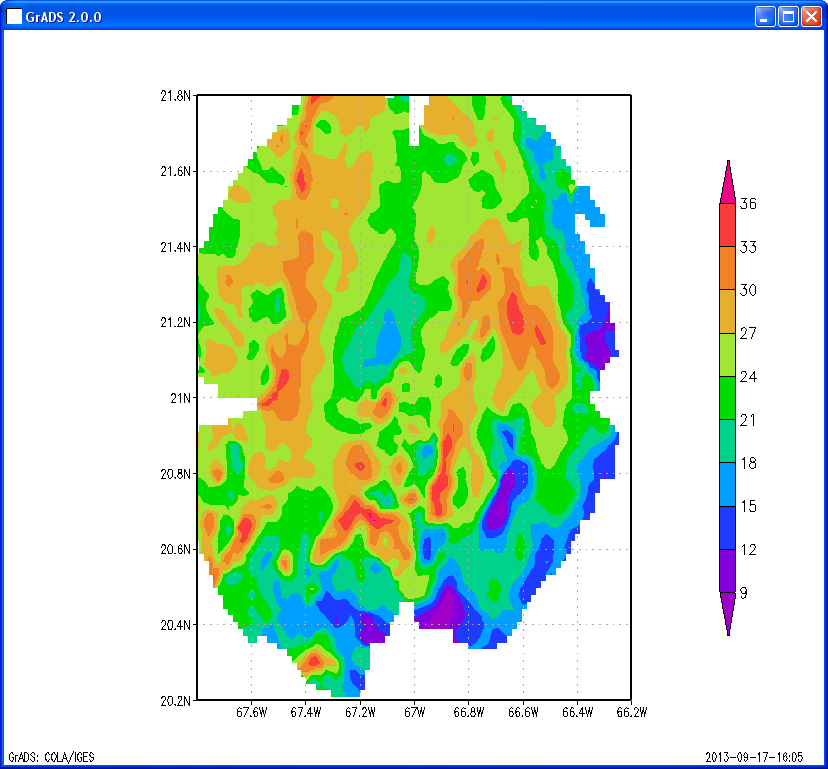 GrADS 2.0.0
21.8N
21.6N
21.4N
21.2N
21N
20.8N
20.6N
20.4N
20.2N
67.6W 67.4W 67.2W 67W 66.8W 66.6W 66.4W 66.2W
36
33
30
27
24
21
18
15
12
9
GrADS: COLA/IGES 2013-09-17-16:05